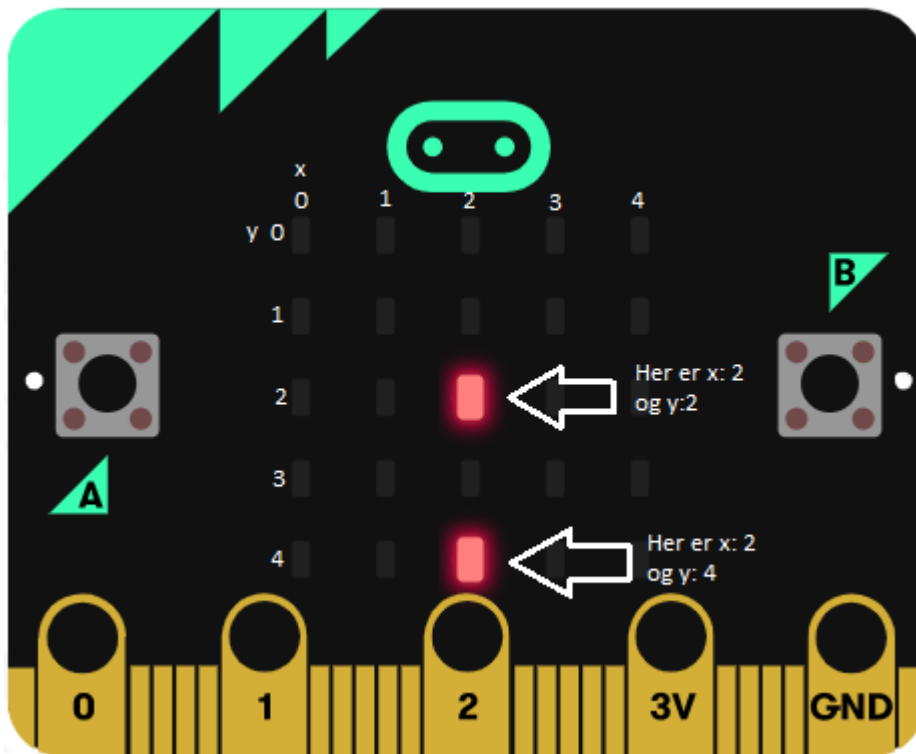 x
0 1 2 3 4
y 0
B
1
Her er x: 2
og y:2
2
3
A
Her er x: 2
og y: 4
4
0 1 2 3V GND